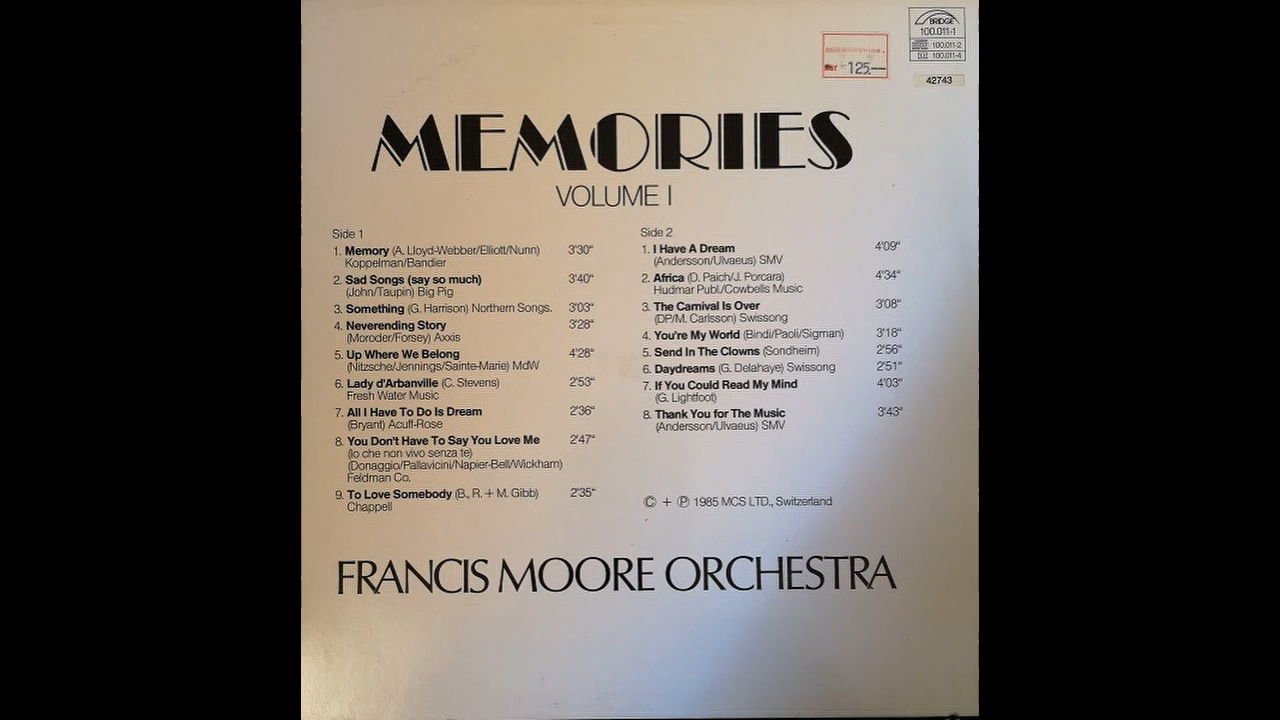 BRIDGE
100.011-1
100.011-2
100.011-4
125.-
42743
MEMORIES
VOLUME I
Side 1
1. Memory (A. Lloyd-Webber/Elliott/Nunn) 3'30"
Koppelman/Bandier
2. Sad Songs (say so much) 3'40"
(John/Taupin) Big Pig
3. Something (G. Harrison) Northern Songs. 3'03"
4. Neverending Story 3'28"
(Moroder/Forsey) Axxis
5. Up Where We Belong 4'28"
(Nitzsche/Jennings/Sainte-Marie) MdW
6. Lady d'Arbanville (C. Stevens) 2'53"
Fresh Water Music
7. All I Have To Do Is Dream 2'36"
(Bryant) Acuff-Rose
8. You Don't Have To Say You Love Me 2'47"
(Io che non vivo senza te)
(Donaggio/Pallavicini/Napier-Bell/Wickham)
Feldman Co.
9. To Love Somebody (B., R. + M. Gibb) 2'35"
Chappell
Side 2
1. I Have A Dream 4'09"
(Andersson/Ulvaeus) SMV
2. Africa (D. Paich/J. Porcara) 4'34"
Hudmar Publ./Cowbells Music
3. The Carnival Is Over 3'08"
(DP/M. Carlsson) Swissong
4. You're My World (Bindi/Paoli/Sigman) 3'18"
5. Send In The Clowns (Sondheim) 2'56"
6. Daydreams (G. Delahaye) Swissong 2'51"
7. If You Could Read My Mind 4'03"
(G. Lightfoot)
8. Thank You for The Music 3'43"
(Andersson/Ulvaeus) SMV
© + ℗ 1985 MCS LTD., Switzerland
FRANCIS MOORE ORCHESTRA